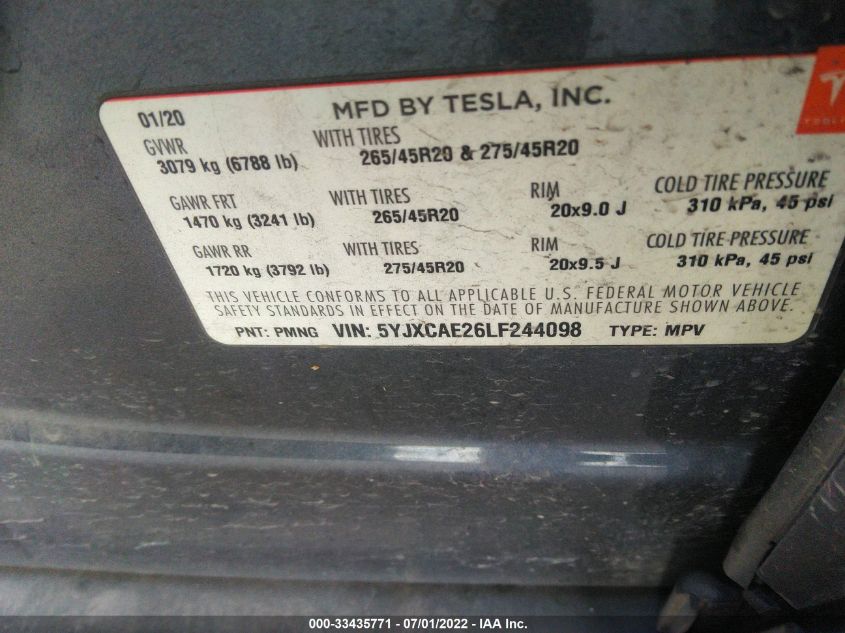 01/20 MFD BY TESLA, INC.
GVWR WITH TIRES
3079 kg (6788 lb) 265/45R20 & 275/45R20
GAWR FRT WITH TIRES RIM COLD TIRE PRESSURE
1470 kg (3241 lb) 265/45R20 20x9.0 J 310 kPa, 45 psi
GAWR RR WITH TIRES RIM COLD TIRE PRESSURE
1720 kg (3792 lb) 275/45R20 20x9.5 J 310 kPa, 45 psi
THIS VEHICLE CONFORMS TO ALL APPLICABLE U.S. FEDERAL MOTOR VEHICLE
SAFETY STANDARDS IN EFFECT ON THE DATE OF MANUFACTURE SHOWN ABOVE.
PNT: PMNG VIN: 5YJXCAE26LF244098 TYPE: MPV
000-33435771 - 07/01/2022 - IAA Inc.